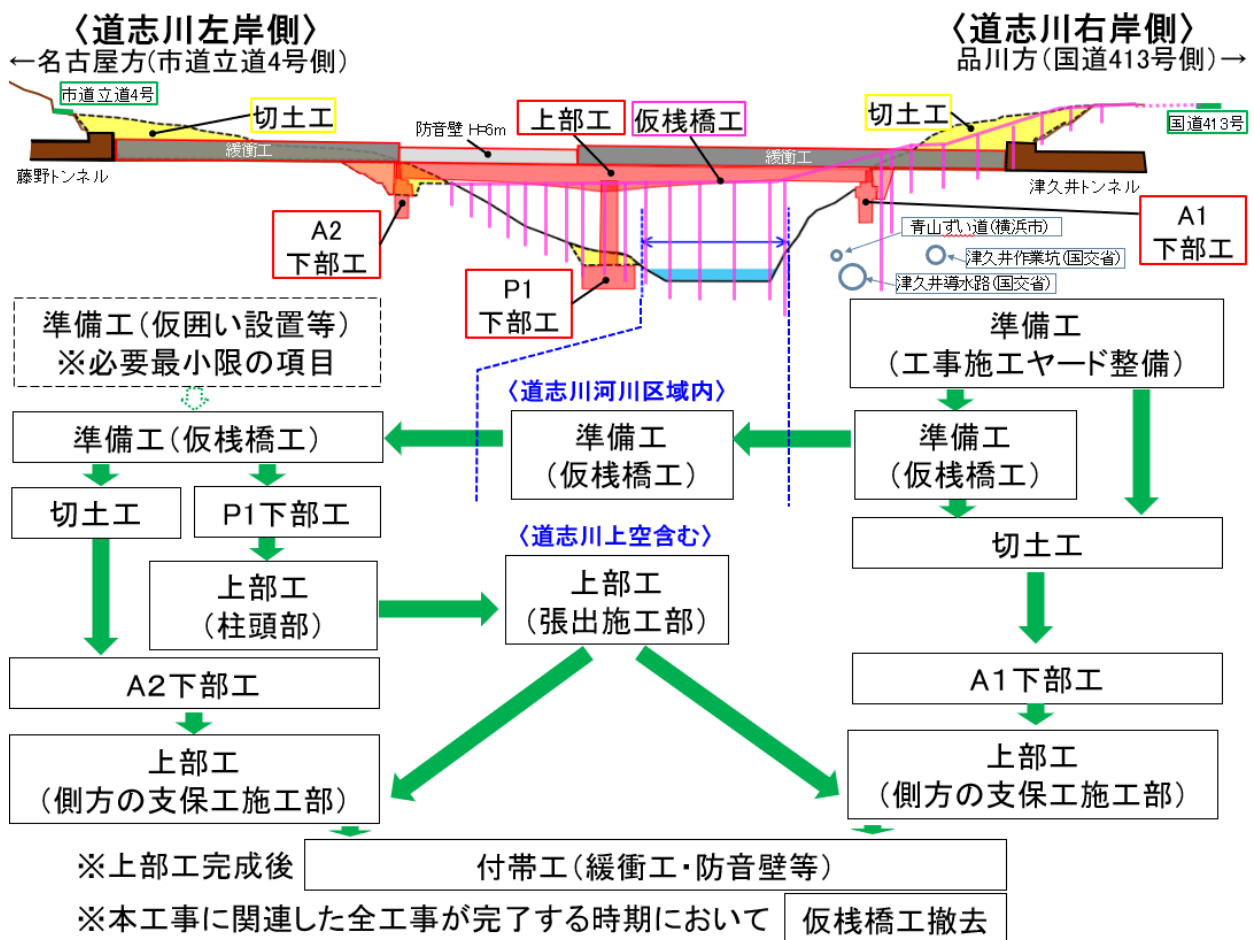 〈道志川左岸側〉
←名古屋方(市道立道4号側)
〈道志川右岸側〉
品川方(国道413号側)→
市道立道4号
切土工
防音壁 H=6m
上部工
仮桟橋工
切土工
国道413号
緩衝工
緩衝工
藤野トンネル
津久井トンネル
A2
下部工
P1
下部工
A1
下部工
青山ずい道(横浜市)
津久井作業坑(国交省)
津久井導水路(国交省)
準備工(仮囲い設置等)
※必要最小限の項目
準備工
(工事施工ヤード整備)
〈道志川河川区域内〉
準備工(仮桟橋工)
準備工
(仮桟橋工)
準備工
(仮桟橋工)
切土工
P1下部工
〈道志川上空含む〉
切土工
上部工
(柱頭部)
上部工
(張出施工部)
A2下部工
A1下部工
上部工
(側方の支保工施工部)
上部工
(側方の支保工施工部)
※上部工完成後
付帯工(緩衝工・防音壁等)
※本工事に関連した全工事が完了する時期において
仮桟橋工撤去